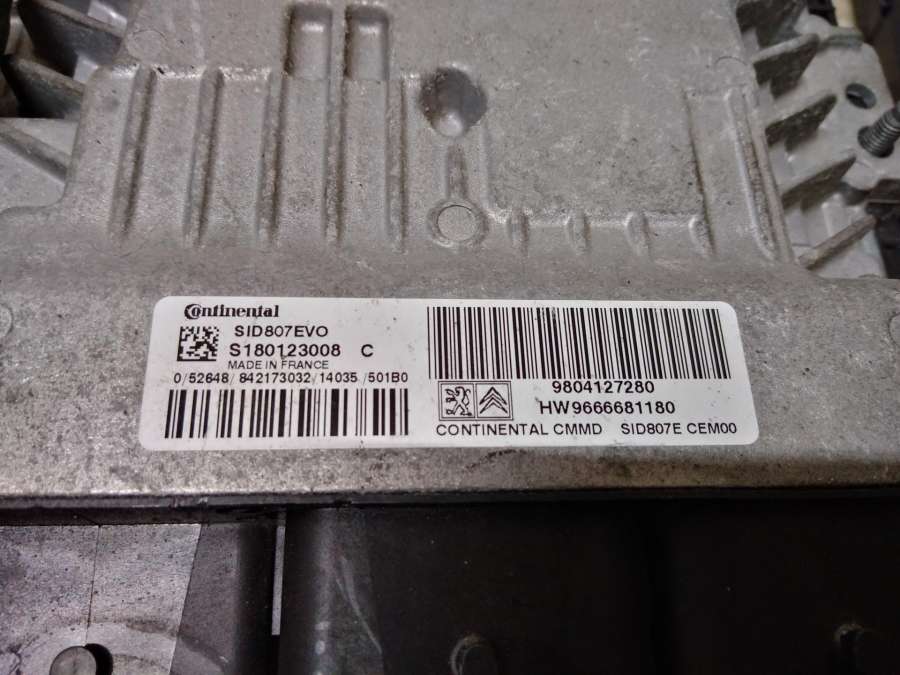 Continental
SID807EVO
S180123008 C
MADE IN FRANCE
0/52648/842173032/14035/501B0
9804127280
HW9666681180
CONTINENTAL CMMD SID807E CEM00